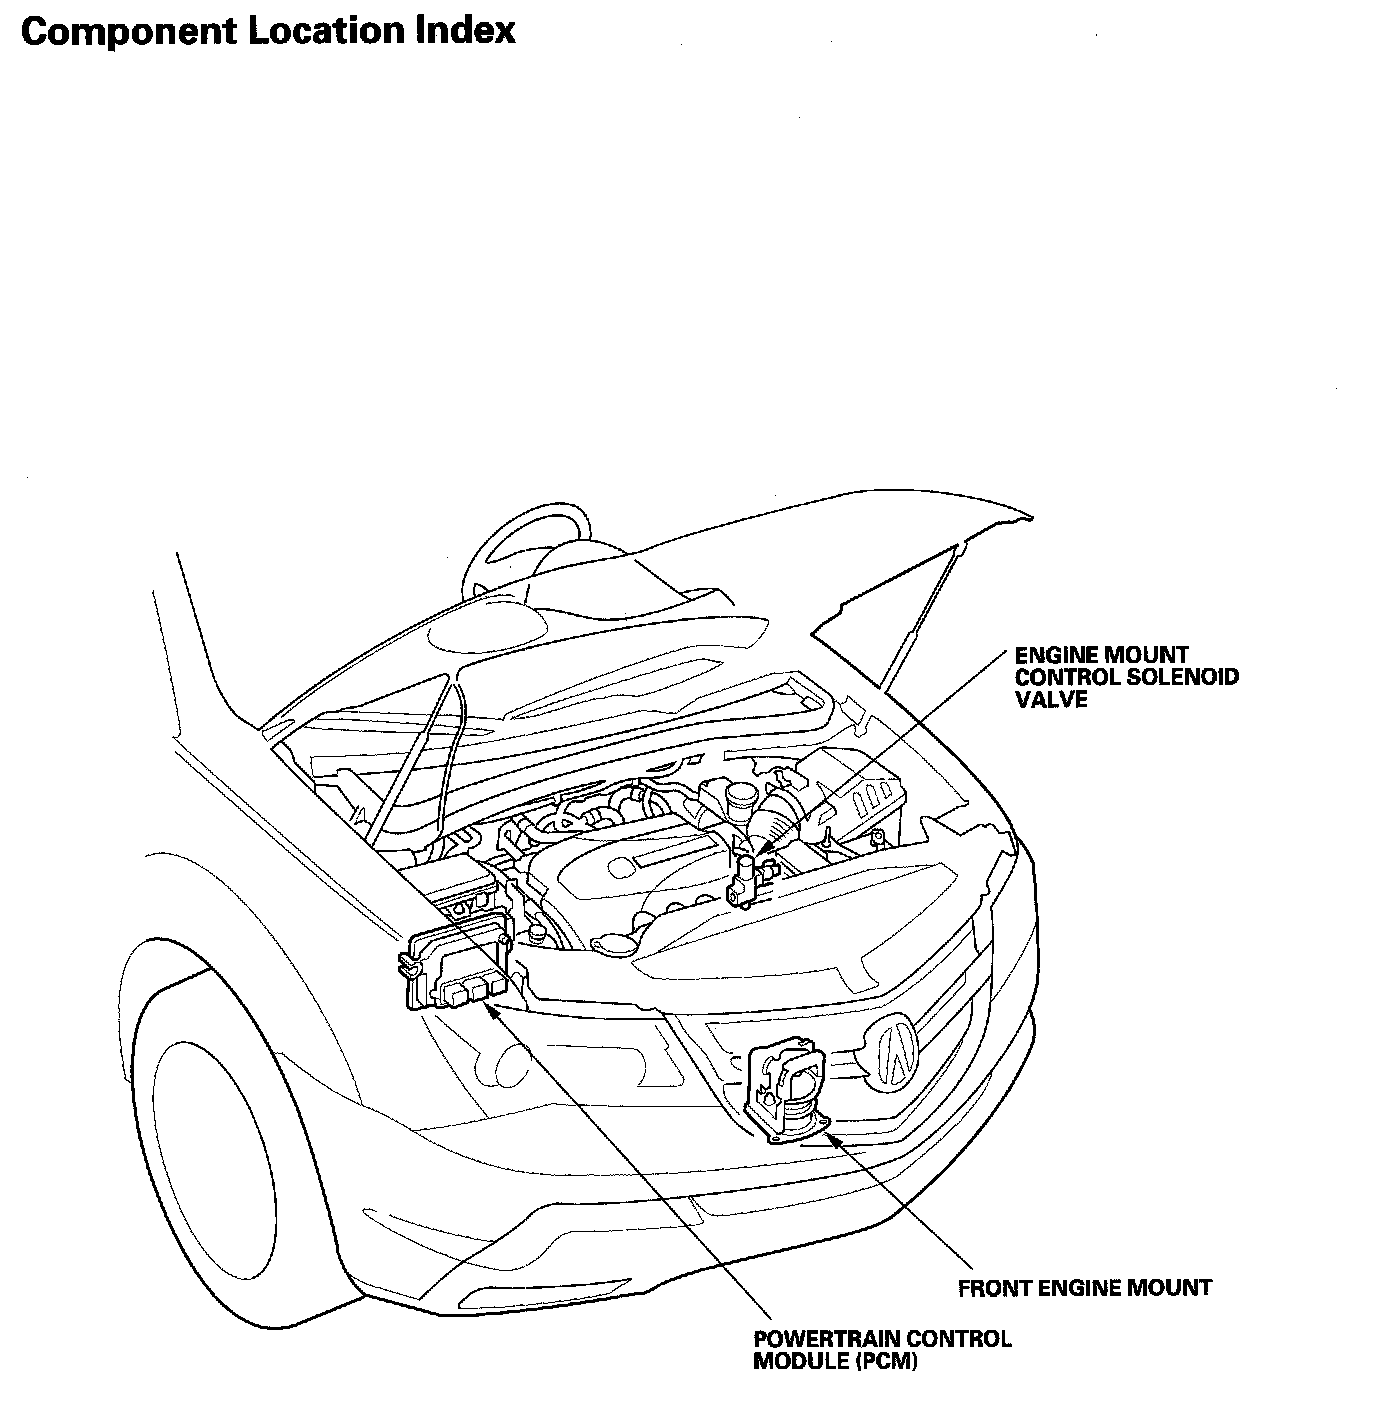 Component Location Index
ENGINE MOUNT
CONTROL SOLENOID
VALVE
FRONT ENGINE MOUNT
POWERTRAIN CONTROL
MODULE (PCM)